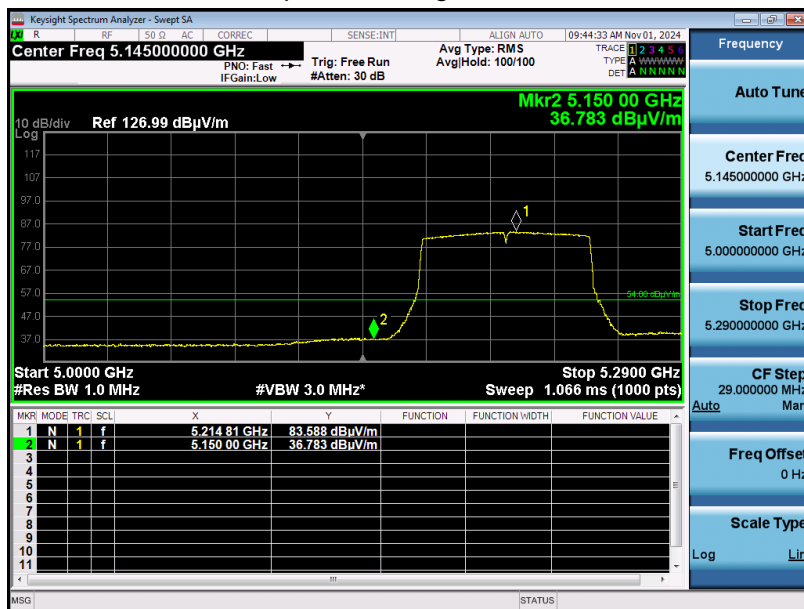 Keysight Spectrum Analyzer - Swept SA
LXI R RF 50 Ω AC CORREC SENSE:INT ALIGN AUTO 09:44:33 AM Nov 01, 2024
Center Freq 5.145000000 GHz
PNO: Fast
IFGain:Low
Trig: Free Run
#Atten: 30 dB
Avg Type: RMS
Avg|Hold: 100/100
TRACE 1 2 3 4 5 6
TYPE A WWWWW
DET A N N N N N
Mkr2 5.150 00 GHz
36.783 dBµV/m
10 dB/div Ref 126.99 dBµV/m
Log
117
107
97.0
87.0
77.0
67.0
57.0
47.0
37.0
1
2
54.00 dBµV/m
Start 5.0000 GHz Stop 5.2900 GHz
#Res BW 1.0 MHz #VBW 3.0 MHz* Sweep 1.066 ms (1000 pts)
MKR MODE TRC SCL X Y FUNCTION FUNCTION WIDTH FUNCTION VALUE
1 N 1 f 5.214 81 GHz 83.588 dBµV/m
2 N 1 f 5.150 00 GHz 36.783 dBµV/m
3
4
5
6
7
8
9
10
11
MSG STATUS
Frequency
Auto Tune
Center Freq
5.145000000 GHz
Start Freq
5.000000000 GHz
Stop Freq
5.290000000 GHz
CF Step
29.000000 MHz
Auto Man
Freq Offset
0 Hz
Scale Type
Log Lin